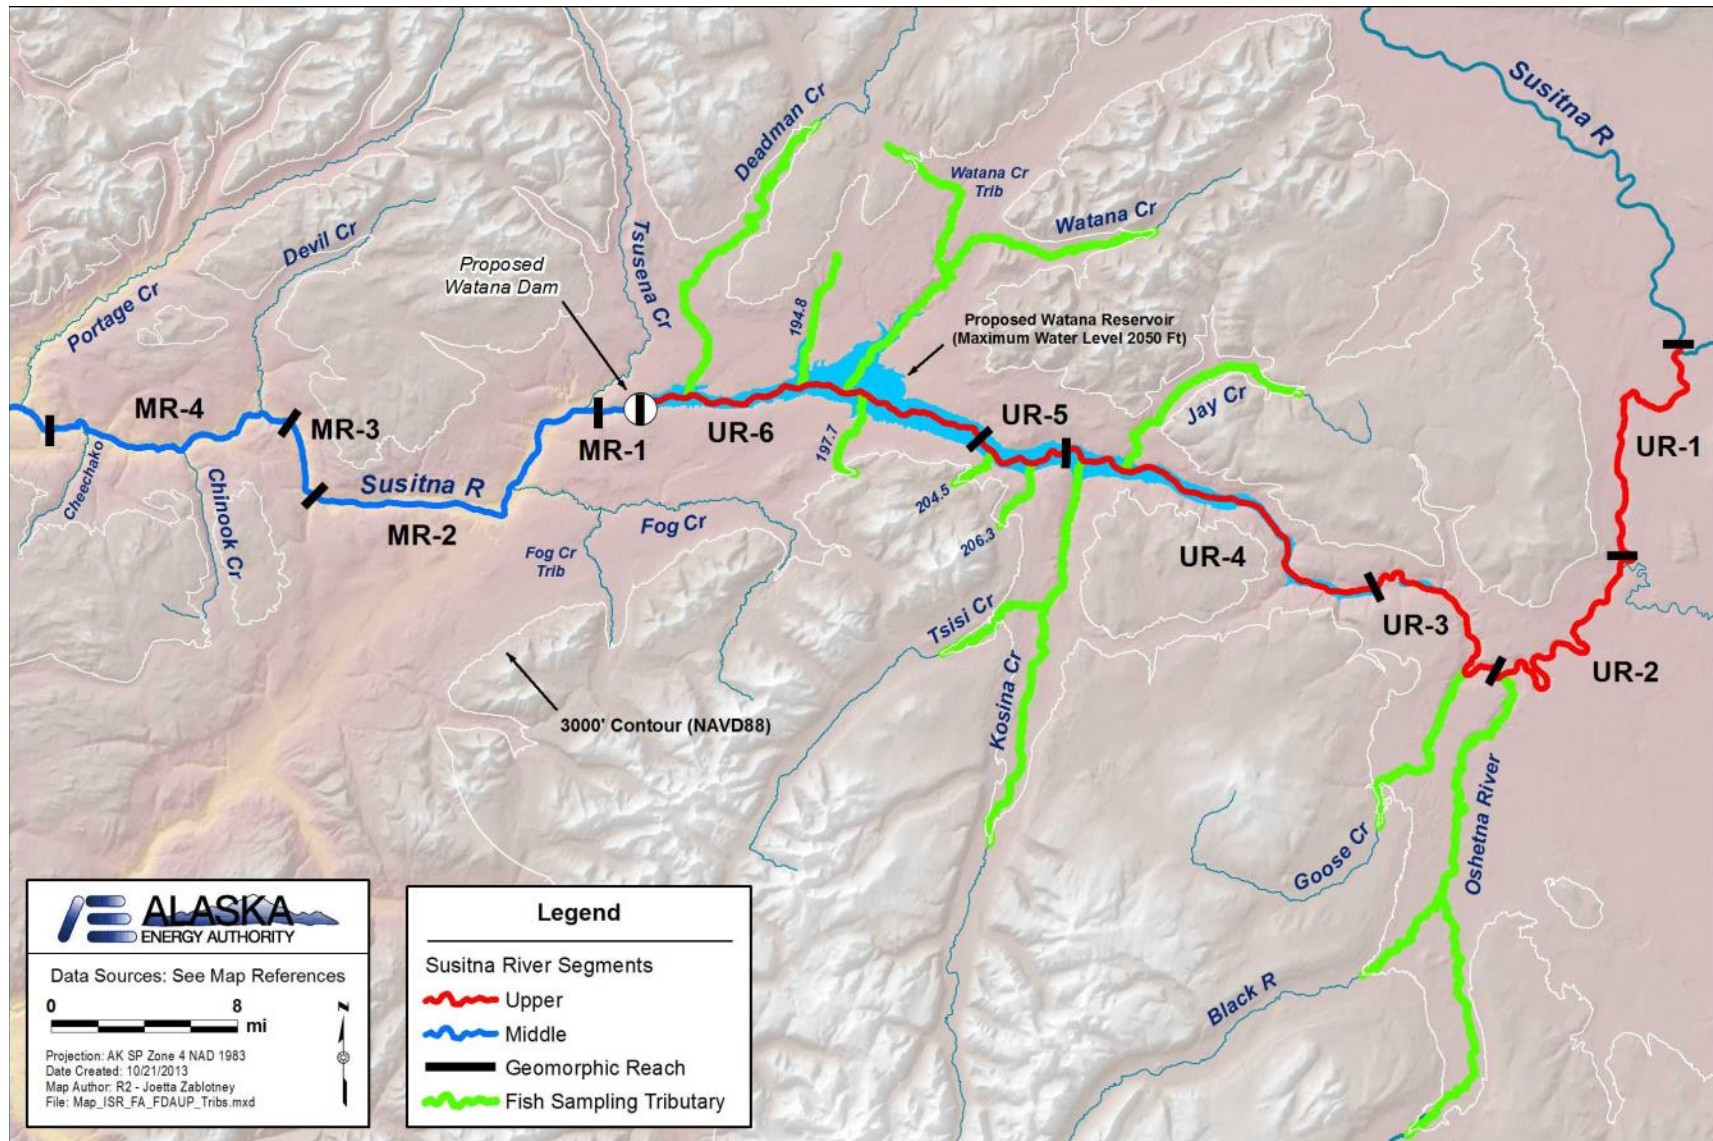 Susitna R
Deadman Cr
Watana Cr
Trib
Watana Cr
Devil Cr
Tsusena Cr
Portage Cr
Proposed
Watana Dam
194.8
Proposed Watana Reservoir
(Maximum Water Level 2050 Ft)
MR-4
MR-3
MR-1
UR-6
UR-5
Jay Cr
UR-1
197.7
Cheechako
Chinook Cr
Susitna R
204.5
MR-2
Fog Cr
206.3
Fog Cr
Trib
UR-4
Tsisi Cr
UR-3
UR-2
Kosina Cr
3000' Contour (NAVD88)
Goose Cr
Oshetna River
Black R
ALASKA
ENERGY AUTHORITY
Data Sources: See Map References
0 8
mi
N
Projection: AK SP Zone 4 NAD 1983
Date Created: 10/21/2013
Map Author: R2 - Joetta Zablotney
File: Map_ISR_FA_FDAUP_Tribs.mxd
Legend
Susitna River Segments
Upper
Middle
Geomorphic Reach
Fish Sampling Tributary